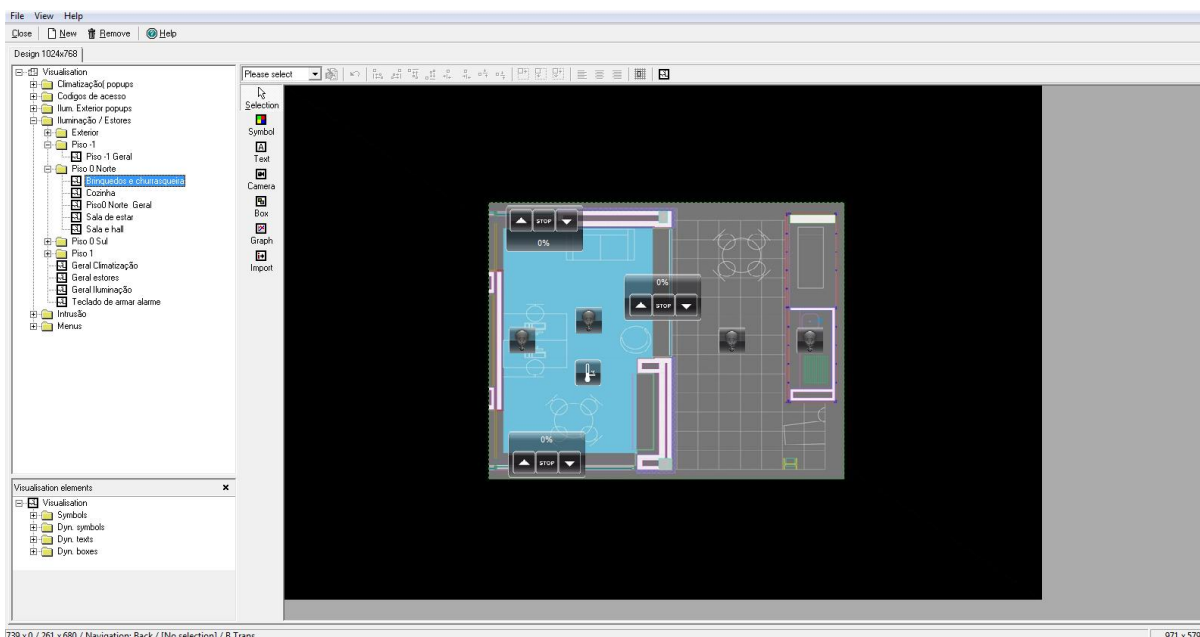 File View Help
Close New Remove Help
Design 1024x768
Visualisation
Climatização( popups
Codigos de acesso
Ilum. Exterior popups
Iluminação / Estores
Exterior
Piso -1
Piso -1 Geral
Piso 0 Norte
Brinquedos e churrasqueira
Cozinha
Piso0 Norte Geral
Sala de estar
Sala e hall
Piso 0 Sul
Piso 1
Geral Climatização
Geral estores
Geral Iluminação
Teclado de armar alarme
Intrusão
Menus
Visualisation elements
Visualisation
Symbols
Dyn. symbols
Dyn. texts
Dyn. boxes
Please select
Selection
Symbol
Text
Camera
Box
Graph
Import
STOP
0%
0%
STOP
0%
STOP
739 x 0 / 261 x 680 / Navigation: Back / [No selection] / B.Trans
971 x 579